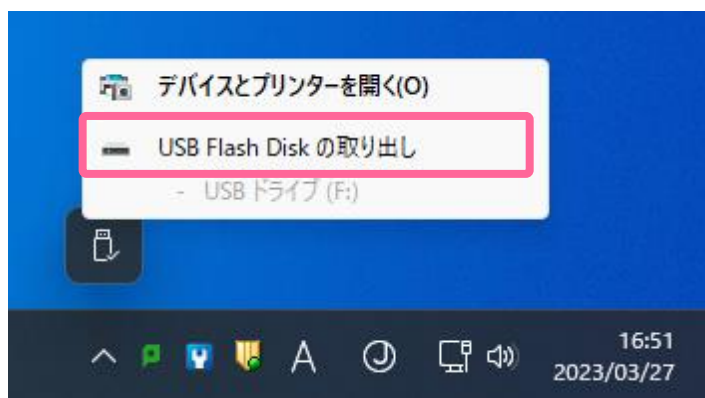 デバイスとプリンターを開く(O)
USB Flash Disk の取り出し
- USB ドライブ (F:)
A
16:51
2023/03/27